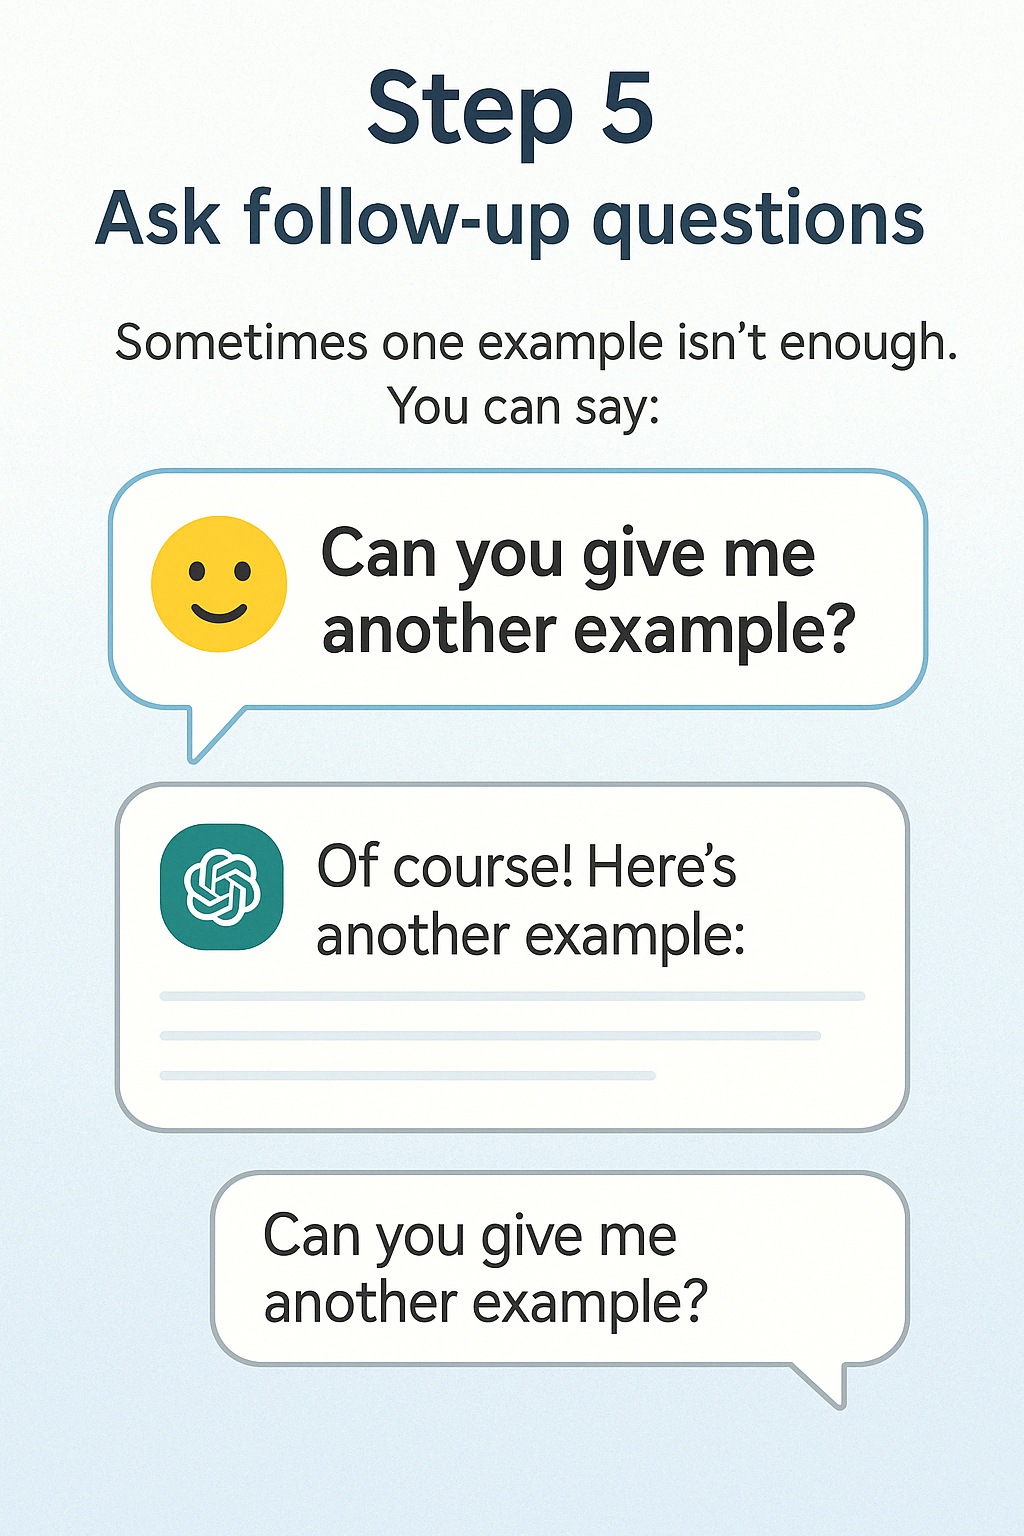 Step 5
Ask follow-up questions
Sometimes one example isn’t enough.
You can say:
Can you give me
another example?
Of course! Here’s
another example:
Can you give me
another example?